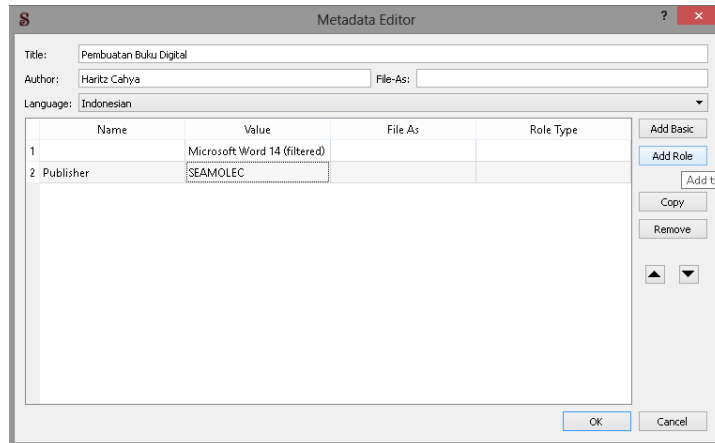 S Metadata Editor ? ×
Title: Pembuatan Buku Digital
Author: Haritz Cahya File-As:
Language: Indonesian
Name Value File As Role Type Add Basic
1 Microsoft Word 14 (filtered) Add Role
2 Publisher SEAMOLEC
Add t
Copy
Remove
OK Cancel